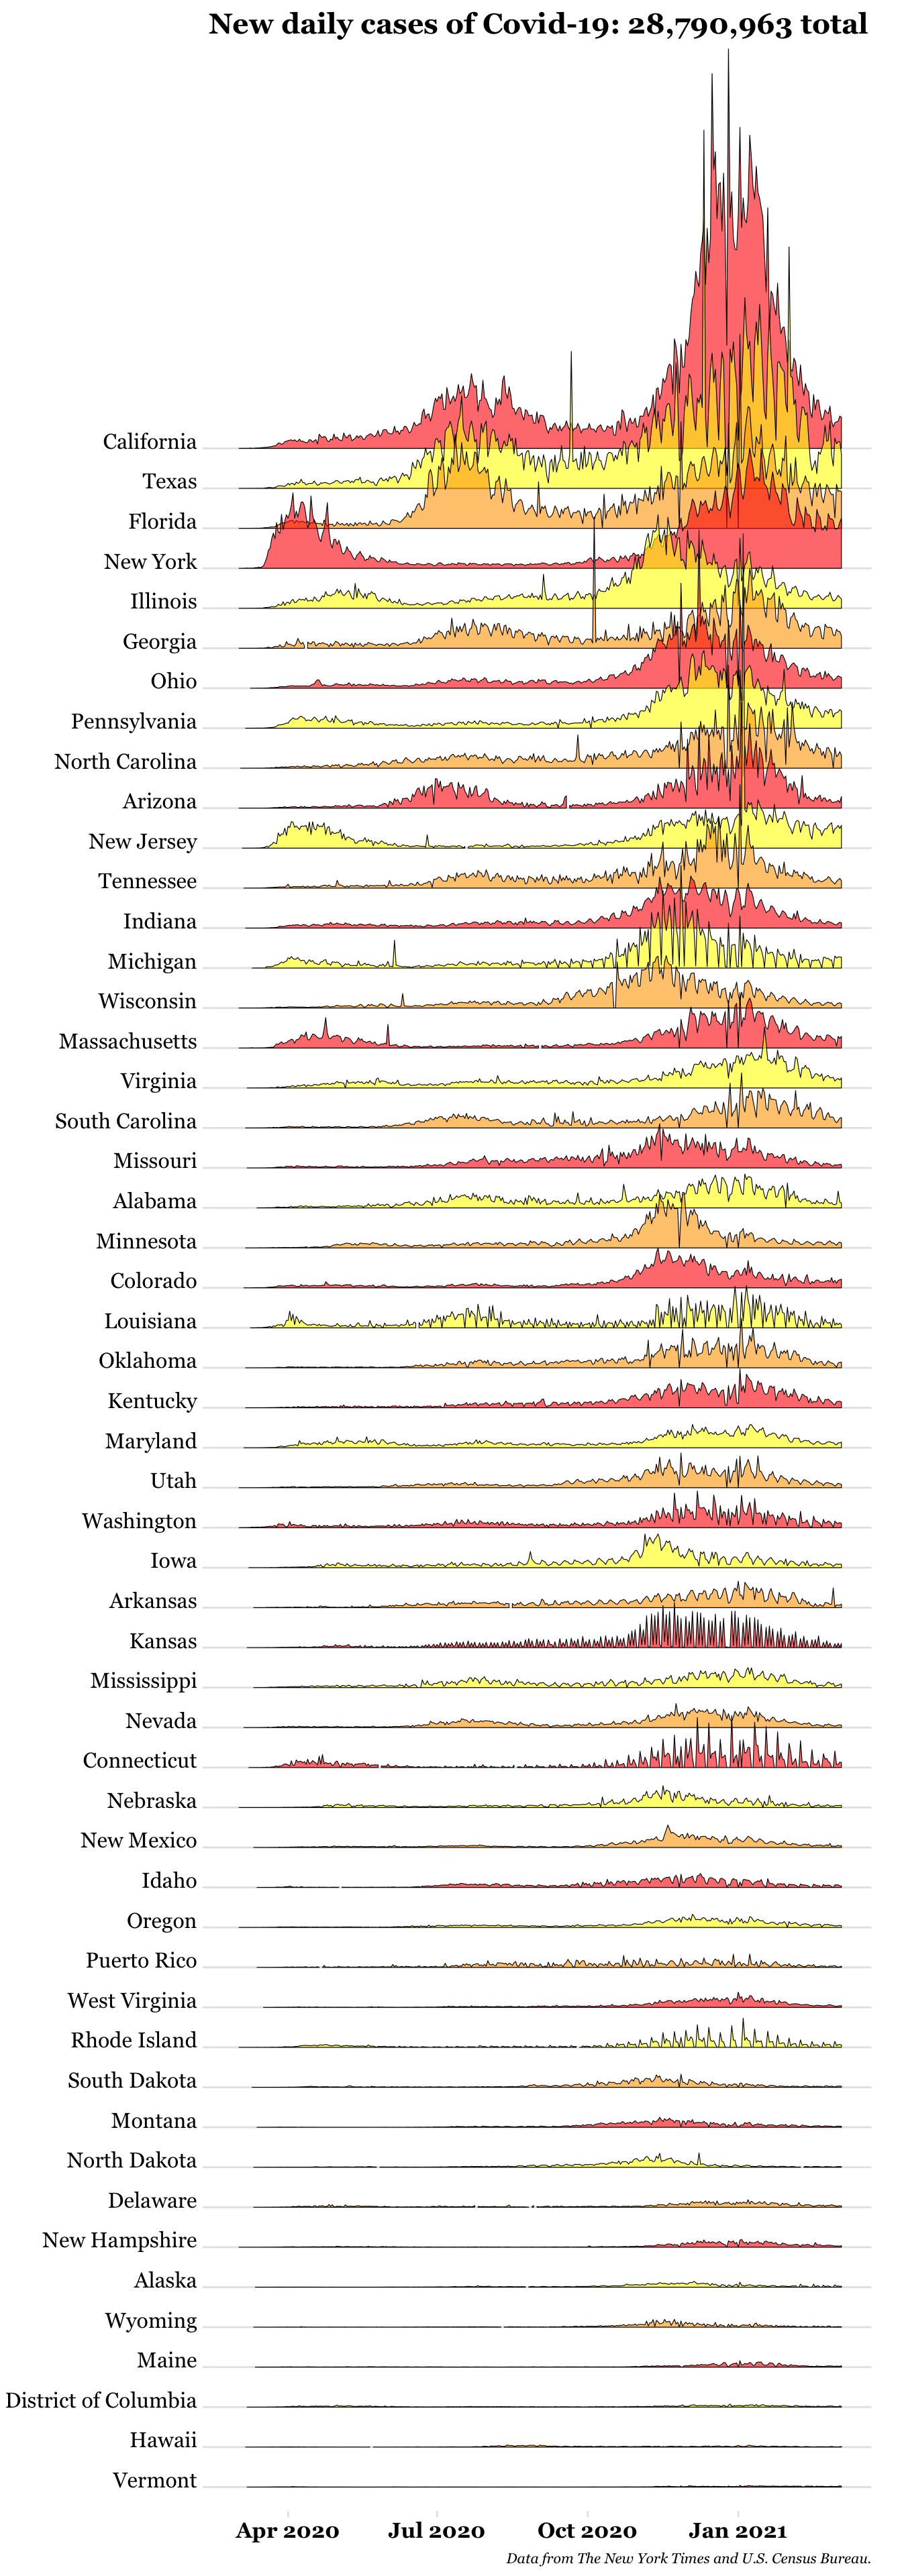 New daily cases of Covid-19: 28,790,963 total
California
Texas
Florida
New York
Illinois
Georgia
Ohio
Pennsylvania
North Carolina
Arizona
New Jersey
Tennessee
Indiana
Michigan
Wisconsin
Massachusetts
Virginia
South Carolina
Missouri
Alabama
Minnesota
Colorado
Louisiana
Oklahoma
Kentucky
Maryland
Utah
Washington
Iowa
Arkansas
Kansas
Mississippi
Nevada
Connecticut
Nebraska
New Mexico
Idaho
Oregon
Puerto Rico
West Virginia
Rhode Island
South Dakota
Montana
North Dakota
Delaware
New Hampshire
Alaska
Wyoming
Maine
District of Columbia
Hawaii
Vermont
Apr 2020 Jul 2020 Oct 2020 Jan 2021
Data from The New York Times and U.S. Census Bureau.